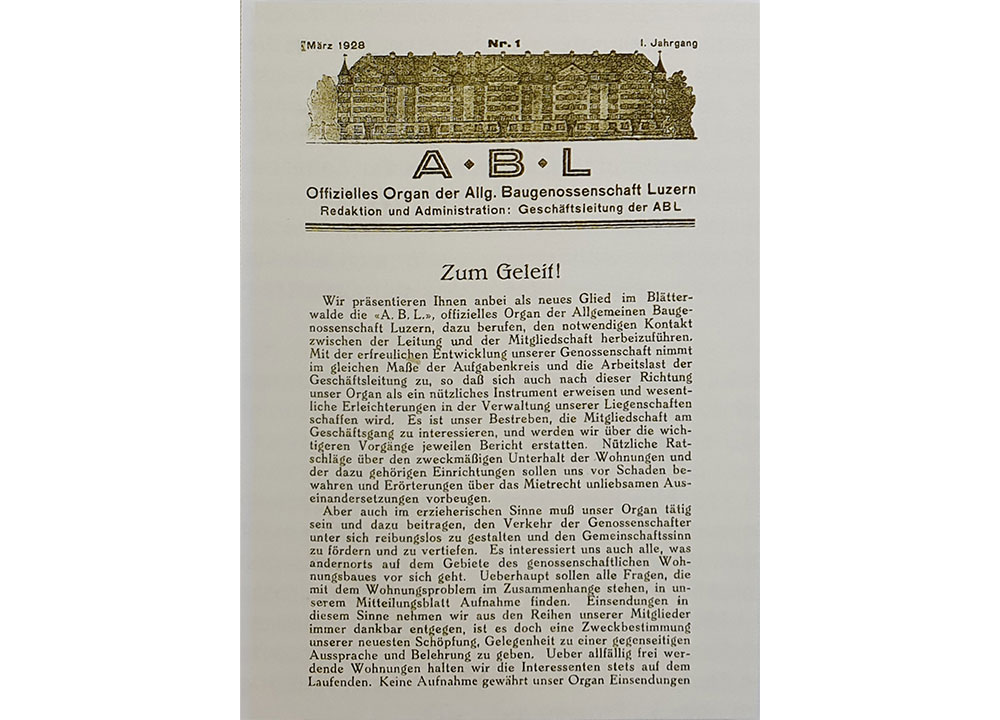 März 1928 Nr. 1 1. Jahrgang
A·B·L
Offizielles Organ der Allg. Baugenossenschaft Luzern
Redaktion und Administration: Geschäftsleitung der ABL
Zum Geleit!
Wir präsentieren Ihnen anbei als neues Glied im Blätter-
walde die «A. B. L.», offizielles Organ der Allgemeinen Bauge-
nossenschaft Luzern, dazu berufen, den notwendigen Kontakt
zwischen der Leitung und der Mitgliedschaft herbeizuführen.
Mit der erfreulichen Entwicklung unserer Genossenschaft nimmt
im gleichen Maße der Aufgabenkreis und die Arbeitslast der
Geschäftsleitung zu, so daß sich auch nach dieser Richtung
unser Organ als ein nützliches Instrument erweisen und wesent-
liche Erleichterungen in der Verwaltung unserer Liegenschaften
schaffen wird. Es ist unser Bestreben, die Mitgliedschaft am
Geschäftsgang zu interessieren, und werden wir über die wich-
tigeren Vorgänge jeweilen Bericht erstatten. Nützliche Rat-
schläge über den zweckmäßigen Unterhalt der Wohnungen und
der dazu gehörigen Einrichtungen sollen uns vor Schaden be-
wahren und Erörterungen über das Mietrecht unliebsamen Aus-
einandersetzungen vorbeugen.
Aber auch im erzieherischen Sinne muß unser Organ tätig
sein und dazu beitragen, den Verkehr der Genossenschafter
unter sich reibungslos zu gestalten und den Gemeinschaftssinn
zu fördern und zu vertiefen. Es interessiert uns auch alle, was
andernorts auf dem Gebiete des genossenschaftlichen Woh-
nungsbaues vor sich geht. Ueberhaupt sollen alle Fragen, die
mit dem Wohnungsproblem im Zusammenhange stehen, in un-
serem Mitteilungsblatt Aufnahme finden. Einsendungen in
diesem Sinne nehmen wir aus den Reihen unserer Mitglieder
immer dankbar entgegen, ist es doch eine Zweckbestimmung
unserer neuesten Schöpfung, Gelegenheit zu einer gegenseitigen
Aussprache und Belehrung zu geben. Ueber allfällig frei wer-
dende Wohnungen halten wir die Interessenten stets auf dem
Laufenden. Keine Aufnahme gewährt unser Organ Einsendungen